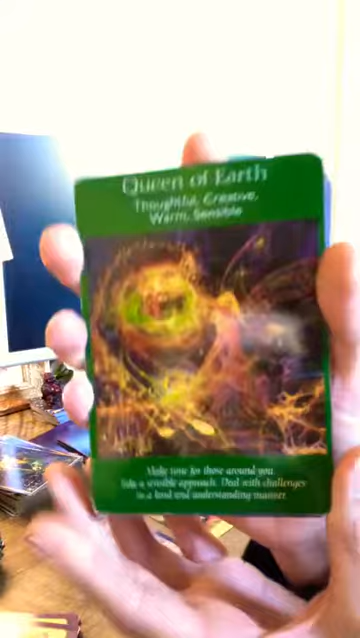 Queen of Earth
Thoughtful, Creative,
Warm, Sensible
Make time for those around you.
Take a sensible approach. Deal with challenges
in a kind and understanding manner.